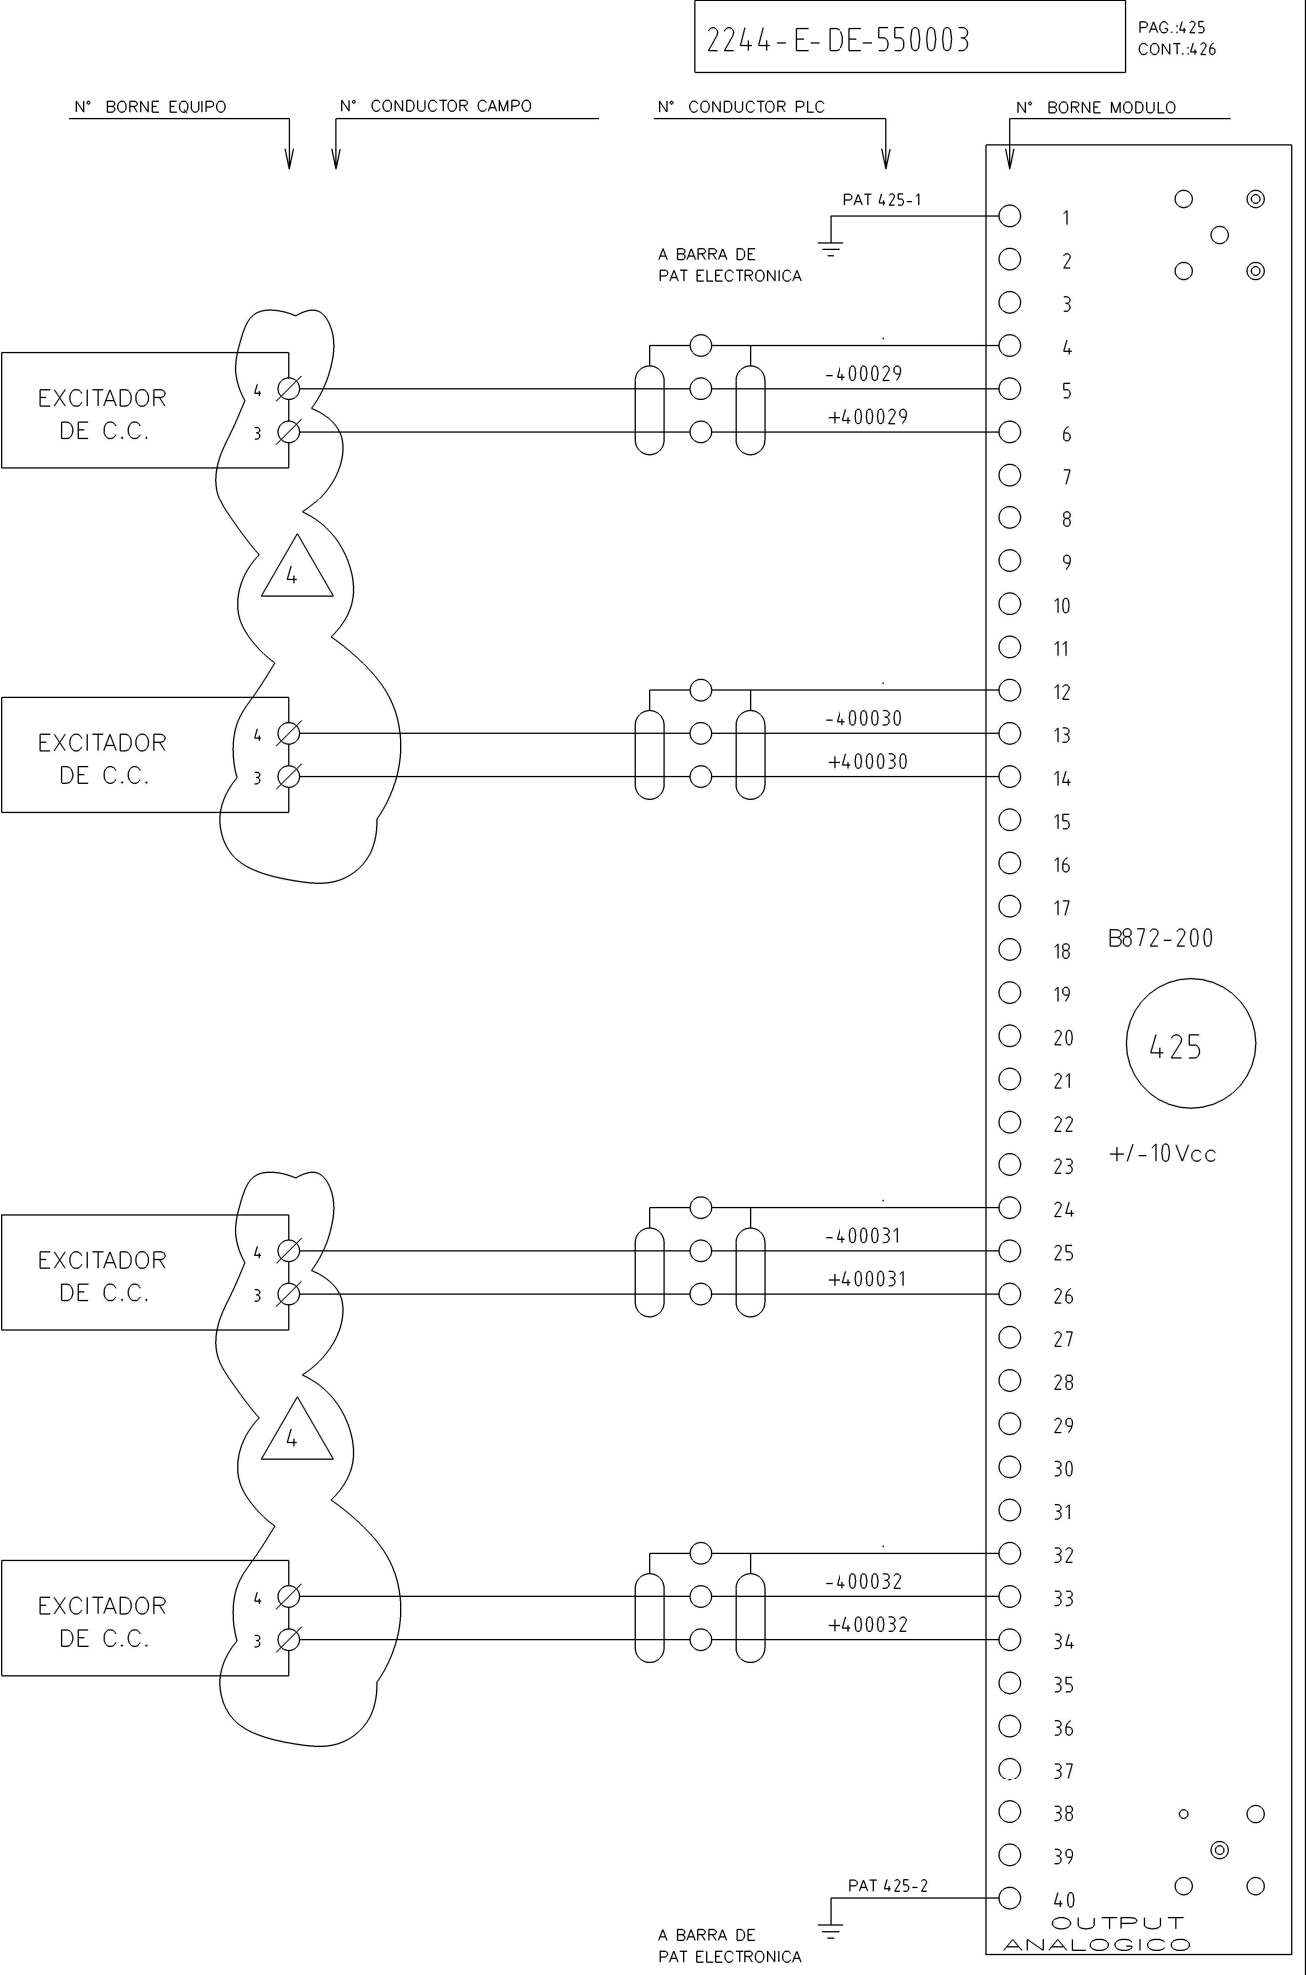 2244-E-DE-550003
PAG.:425
CONT.:426
N° BORNE EQUIPO
N° CONDUCTOR CAMPO
N° CONDUCTOR PLC
N° BORNE MODULO
PAT 425-1
1
A BARRA DE
PAT ELECTRONICA
2
3
4
EXCITADOR
DE C.C.
4
-400029
5
3
+400029
6
7
8
9
4
10
11
12
EXCITADOR
DE C.C.
4
-400030
13
3
+400030
14
15
16
17
B872-200
18
19
20
425
21
22
+/-10Vcc
23
24
EXCITADOR
DE C.C.
4
-400031
25
3
+400031
26
27
28
29
4
30
31
32
EXCITADOR
DE C.C.
4
-400032
33
3
+400032
34
35
36
37
38
39
PAT 425-2
40
A BARRA DE
PAT ELECTRONICA
OUTPUT
ANALOGICO